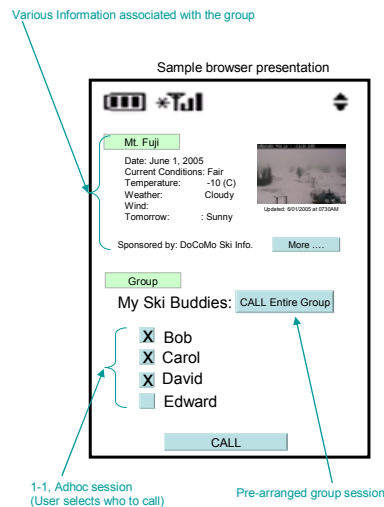 Various Information associated with the group
Sample browser presentation
Mt. Fuji
Date: June 1, 2005
Current Conditions: Fair
Temperature: -10 (C)
Weather: Cloudy
Wind:
Tomorrow: : Sunny
Updated: 6/01/2005 at 0730AM
Sponsored by: DoCoMo Ski Info.
More ....
Group
My Ski Buddies:
CALL Entire Group
X Bob
X Carol
X David
Edward
CALL
1-1, Adhoc session
(User selects who to call)
Pre-arranged group session